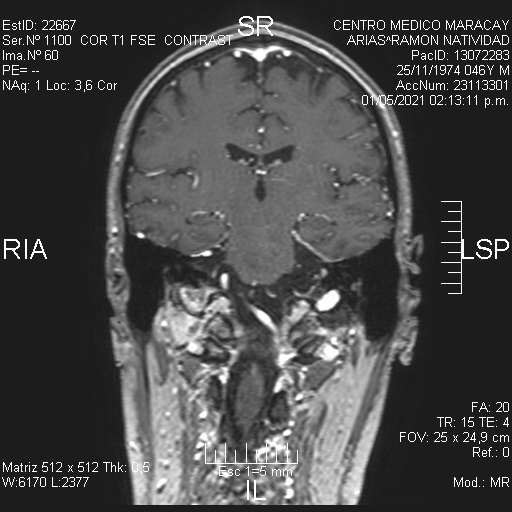 EstID: 22667
Ser.Nº 1100 COR T1 FSE CONTRAST
Ima.Nº 60
PE= --
NAq: 1 Loc: 3,6 Cor
SR
CENTRO MEDICO MARACAY
ARIAS^RAMON NATIVIDAD
PacID: 13072283
25/11/1974 046Y M
AccNum: 23113301
01/05/2021 02:13:11 p.m.
RIA
LSP
FA: 20
TR: 15 TE: 4
FOV: 25 x 24,9 cm
Ref.: 0
Mod.: MR
Matriz 512 x 512 Thk: 0,5
W:6170 L:2377
Esc 1=5 mm
IL